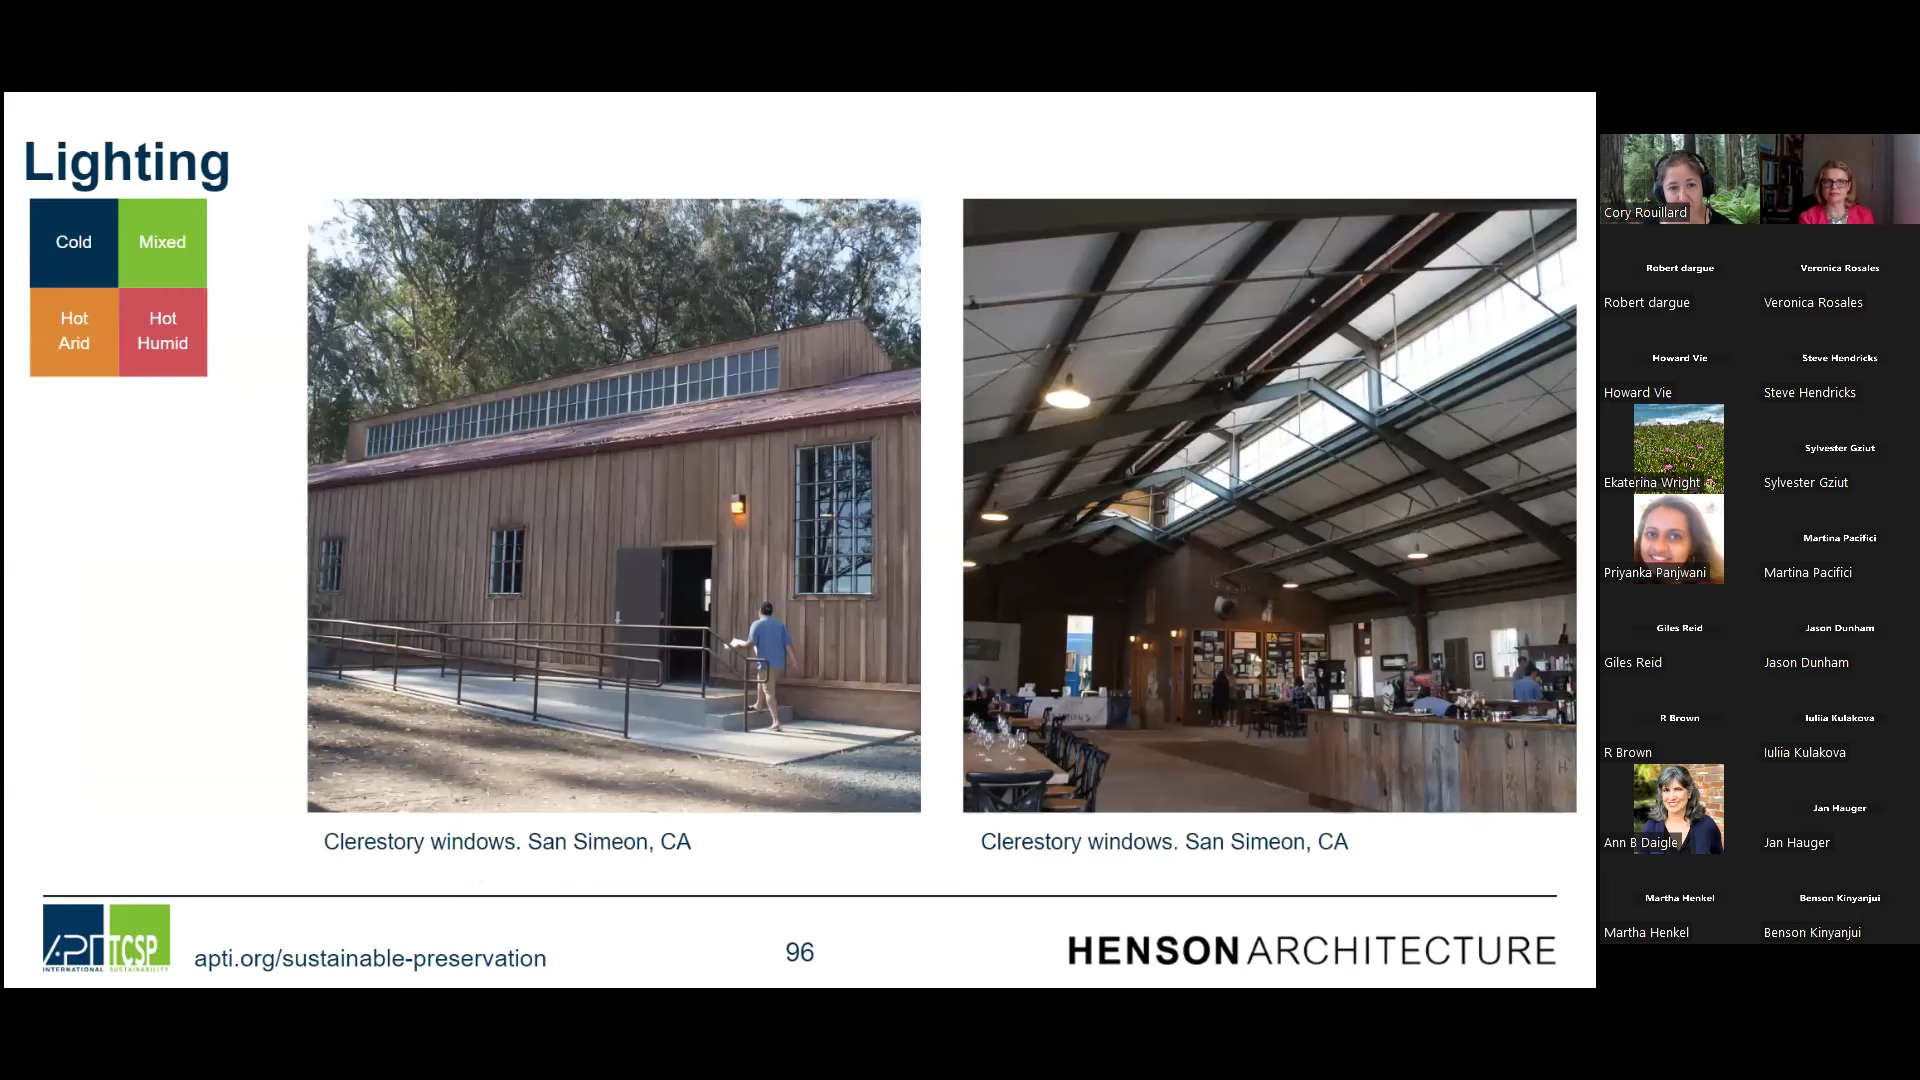 Lighting
Cold
Mixed
Hot
Arid
Hot
Humid
Clerestory windows. San Simeon, CA
Clerestory windows. San Simeon, CA
APT TCSP
INTERNATIONAL SUSTAINABILITY
apti.org/sustainable-preservation
96
HENSON ARCHITECTURE
Cory Rouillard
Robert dargue
Robert dargue
Veronica Rosales
Veronica Rosales
Howard Vie
Howard Vie
Steve Hendricks
Steve Hendricks
Ekaterina Wright
Sylvester Gziut
Sylvester Gziut
Priyanka Panjwani
Martina Pacifici
Martina Pacifici
Giles Reid
Giles Reid
Jason Dunham
Jason Dunham
R Brown
R Brown
Iuliia Kulakova
Iuliia Kulakova
Ann B Daigle
Jan Hauger
Jan Hauger
Martha Henkel
Martha Henkel
Benson Kinyanjui
Benson Kinyanjui